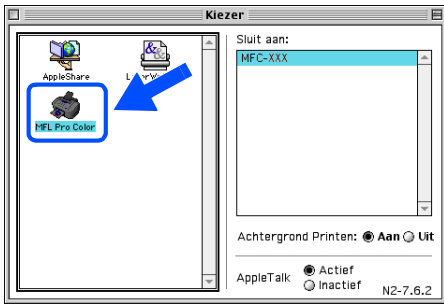 Kiezer
AppleShare
MFL Pro Color
Sluit aan:
MFC-XXX
Achtergrond Printen: Aan Uit
AppleTalk
Actief
Inactief
N2-7.6.2